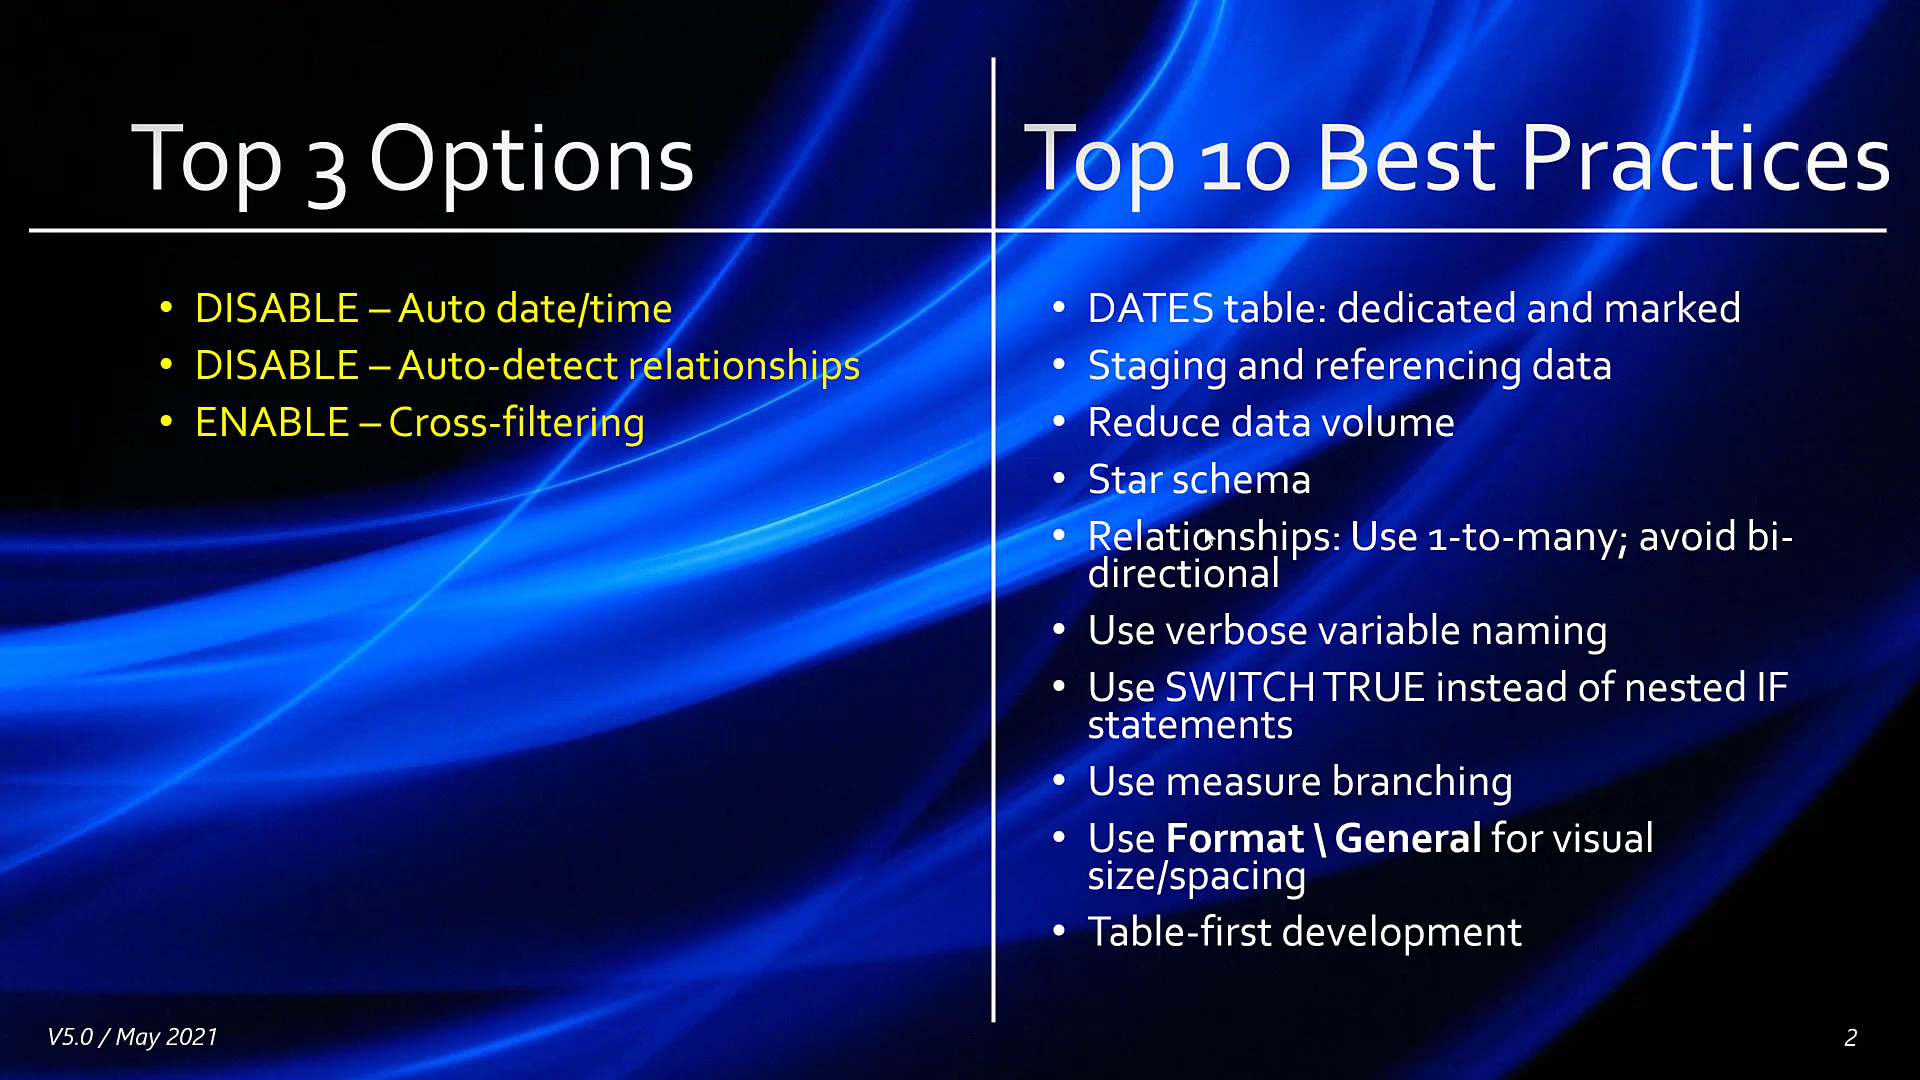 Top 3 Options
• DISABLE – Auto date/time
• DISABLE – Auto-detect relationships
• ENABLE – Cross-filtering
Top 10 Best Practices
• DATES table: dedicated and marked
• Staging and referencing data
• Reduce data volume
• Star schema
• Relationships: Use 1-to-many; avoid bi-
directional
• Use verbose variable naming
• Use SWITCH TRUE instead of nested IF
statements
• Use measure branching
• Use Format \ General for visual
size/spacing
• Table-first development
V5.0 / May 2021
2